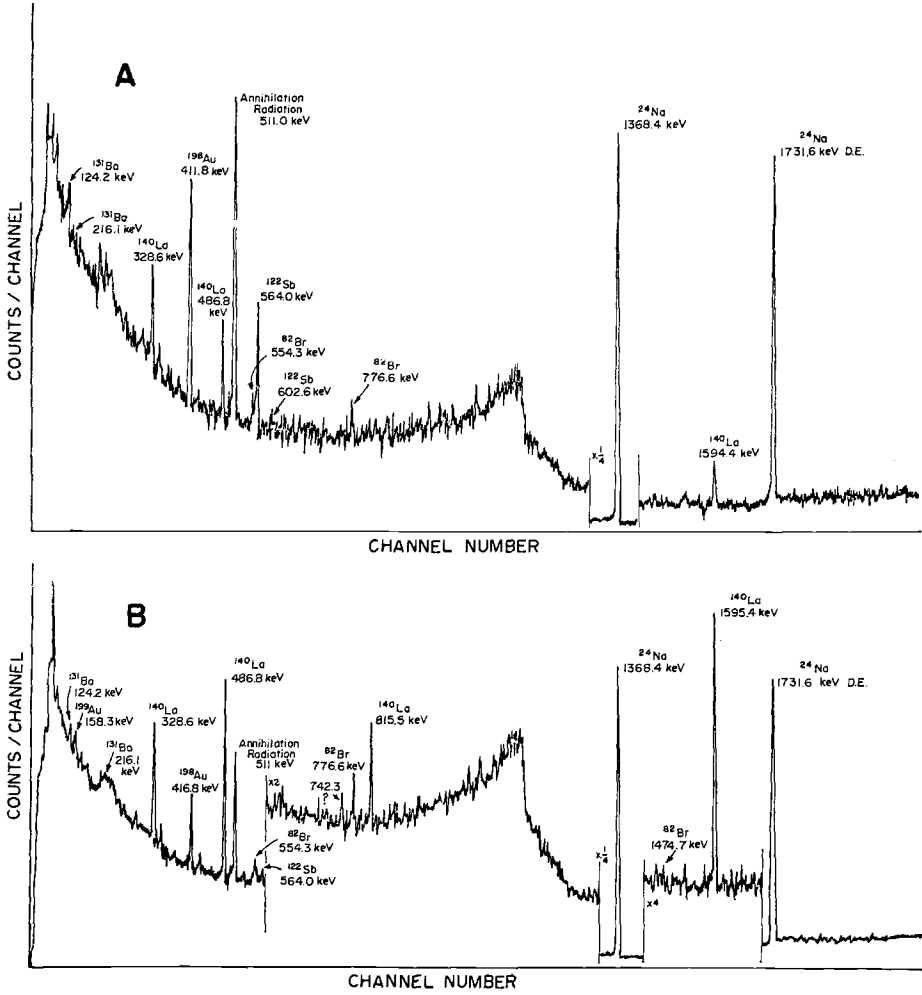 A
COUNTS / CHANNEL
131Ba
124.2 keV
131Ba
216.1 keV
140La
328.6 keV
198Au
411.8 keV
140La
486.8
keV
Annihilation
Radiation
511.0 keV
122Sb
564.0 keV
82Br
554.3 keV
122Sb
602.6 keV
82Br
776.6 keV
x 1/4
24Na
1368.4 keV
140La
1594.4 keV
24Na
1731.6 keV D.E.
CHANNEL NUMBER
B
COUNTS/CHANNEL
131Ba
124.2 keV
199Au
158.3 keV
131Ba
216.1
keV
140La
328.6 keV
198Au
416.8 keV
140La
486.8 keV
Annihilation
Radiation
511 keV
x2
82Br
554.3 keV
122Sb
564.0 keV
742.3
?
82Br
776.6 keV
140La
815.5 keV
x 1/4
24Na
1368.4 keV
x4
82Br
1474.7 keV
140La
1595.4 keV
24Na
1731.6 keV D.E.
CHANNEL NUMBER